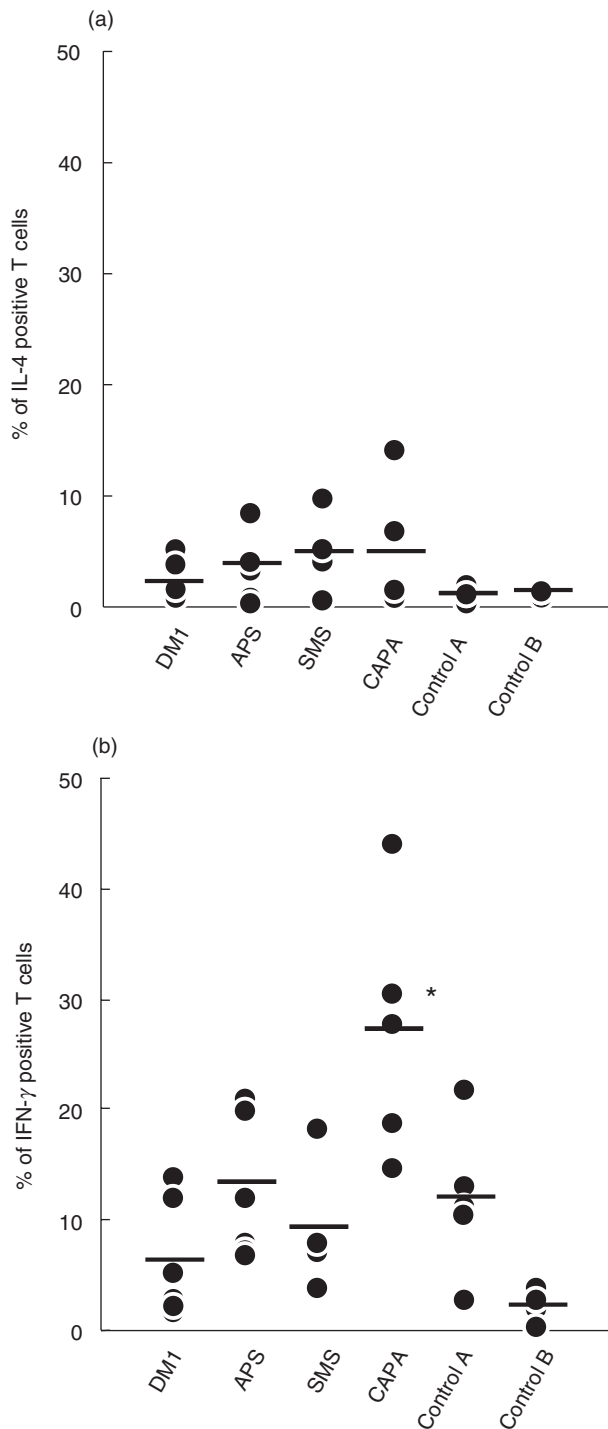 (a)
50
40
30
20
10
0
% of IL-4 positive T cells
DM1
APS
SMS
CAPA
Control A
Control B
(b)
50
40
30
20
10
0
% of IFN-γ positive T cells
*
DM1
APS
SMS
CAPA
Control A
Control B